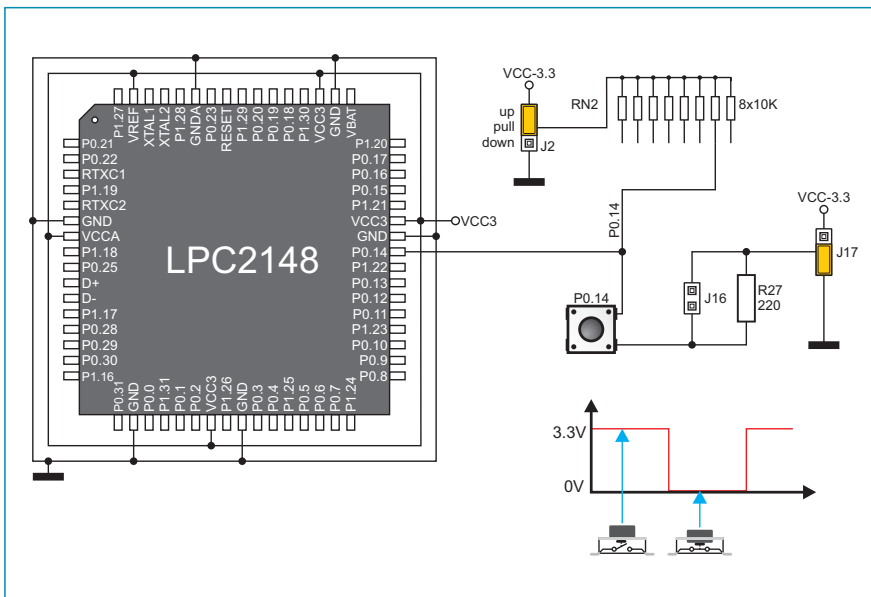 P1.27
VREF
XTAL1
XTAL2
P1.28
GNDA
P0.23
RESET
P1.29
P0.20
P0.19
P0.18
P1.30
VCC3
GND
VBAT
P0.21
P0.22
RTXC1
P1.19
RTXC2
GND
VCCA
P1.18
P0.25
D+
D-
P1.17
P0.28
P0.29
P0.30
P1.16
LPC2148
P1.20
P0.17
P0.16
P0.15
P1.21
VCC3
GND
P0.14
P1.22
P0.13
P0.12
P0.11
P1.23
P0.10
P0.9
P0.8
P0.31
GND
P0.0
P1.31
P0.1
P0.2
VCC3
P1.26
GND
P0.3
P0.4
P1.25
P0.5
P0.6
P0.7
P1.24
VCC3
VCC-3.3
up
pull
down
J2
RN2
8x10K
P0.14
VCC-3.3
J17
P0.14
J16
R27
220
3.3V
0V